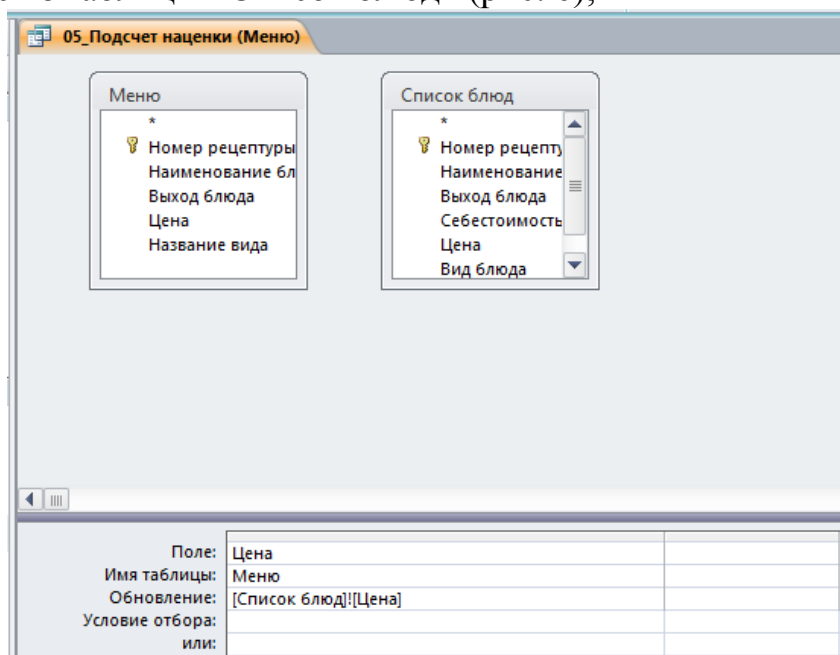 05_Подсчет наценки (Меню)
Меню
*
Номер рецептуры
Наименование бл
Выход блюда
Цена
Название вида
Список блюд
*
Номер рецепту
Наименование
Выход блюда
Себестоимость
Цена
Вид блюда
Поле: Цена
Имя таблицы: Меню
Обновление: [Список блюд]![Цена]
Условие отбора:
или: